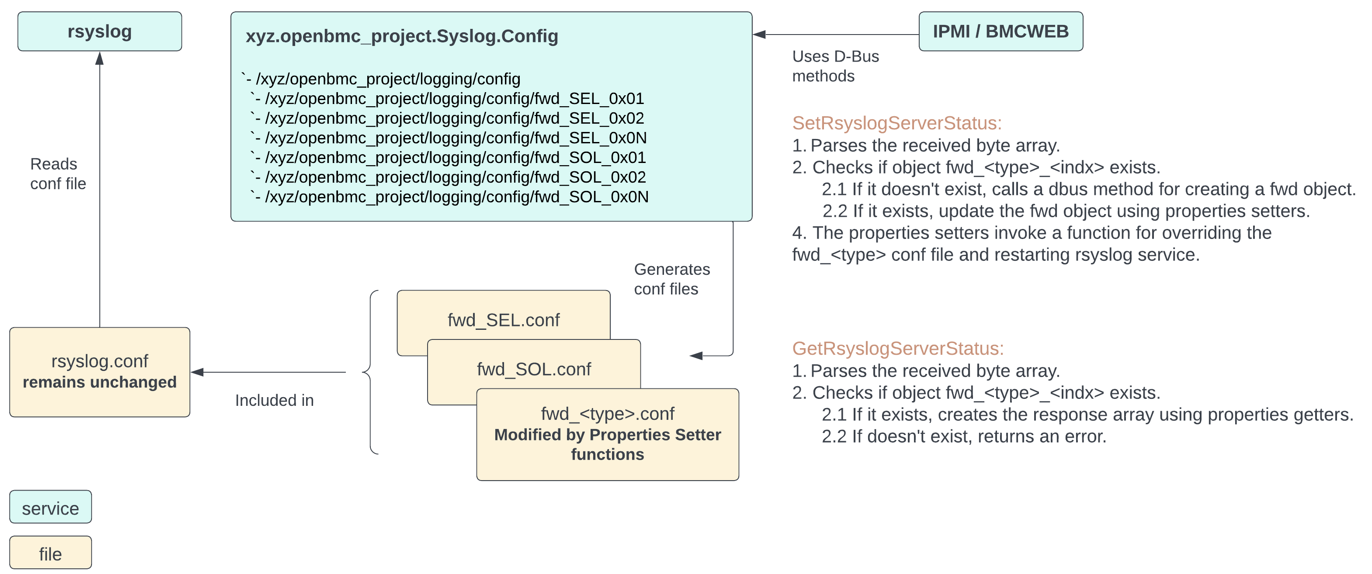 rsyslog
xyz.openbmc_project.Syslog.Config
`- /xyz/openbmc_project/logging/config
`- /xyz/openbmc_project/logging/config/fwd_SEL_0x01
`- /xyz/openbmc_project/logging/config/fwd_SEL_0x02
`- /xyz/openbmc_project/logging/config/fwd_SEL_0x0N
`- /xyz/openbmc_project/logging/config/fwd_SOL_0x01
`- /xyz/openbmc_project/logging/config/fwd_SOL_0x02
`- /xyz/openbmc_project/logging/config/fwd_SOL_0x0N
IPMI / BMCWEB
Uses D-Bus
methods
SetRsyslogServerStatus:
1. Parses the received byte array.
2. Checks if object fwd_<type>_<indx> exists.
2.1 If it doesn't exist, calls a dbus method for creating a fwd object.
2.2 If it exists, update the fwd object using properties setters.
4. The properties setters invoke a function for overriding the
fwd_<type> conf file and restarting rsyslog service.
Reads
conf file
Generates
conf files
fwd_SEL.conf
fwd_SOL.conf
fwd_<type>.conf
Modified by Properties Setter
functions
rsyslog.conf
remains unchanged
Included in
GetRsyslogServerStatus:
1. Parses the received byte array.
2. Checks if object fwd_<type>_<indx> exists.
2.1 If it exists, creates the response array using properties getters.
2.2 If doesn't exist, returns an error.
service
file